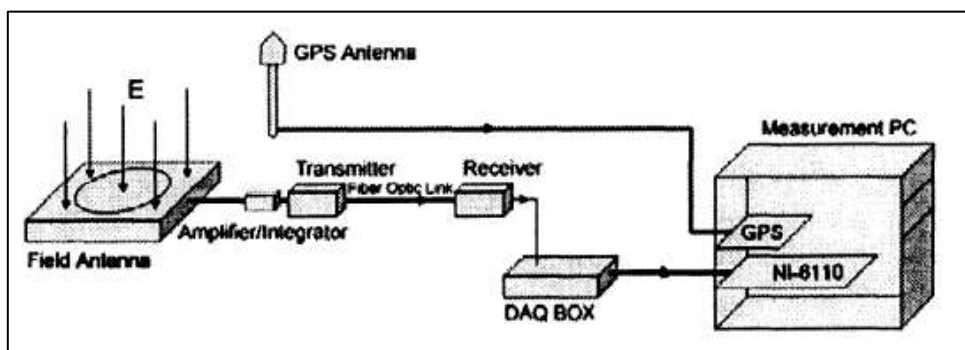 GPS Antenna
E
Measurement PC
Transmitter
Receiver
Fiber Optic Link
GPS
Amplifier/Integrator
Field Antenna
NI-6110
DAQ BOX